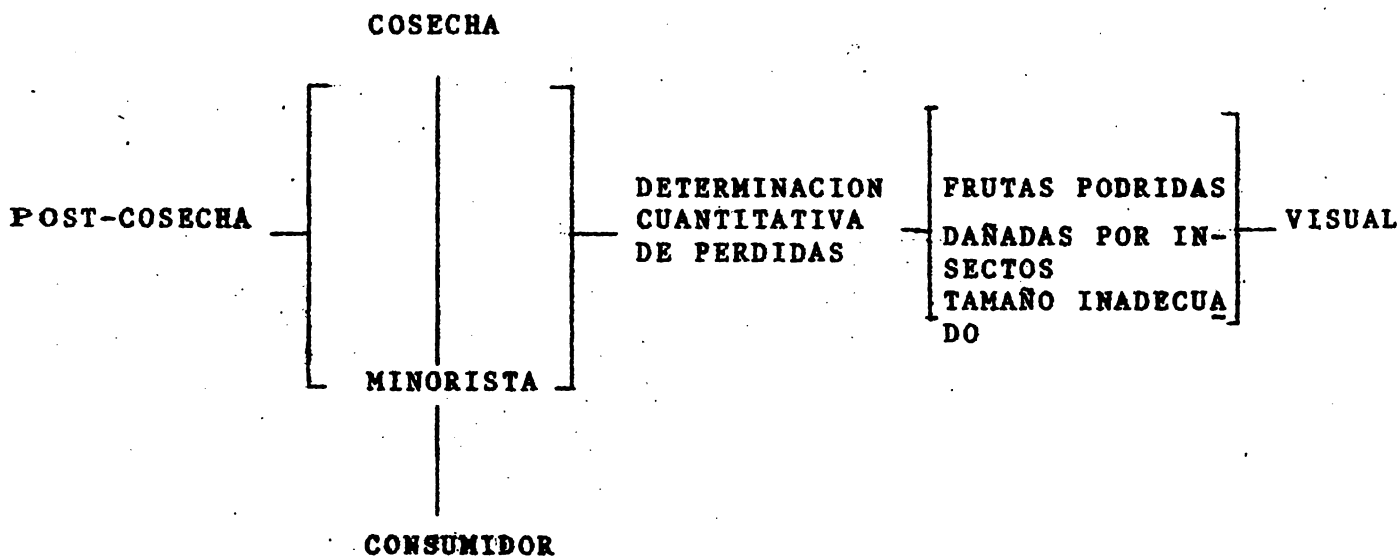 COSECHA
POST-COSECHA
MINORISTA
CONSUMIDOR
DETERMINACION
CUANTITATIVA
DE PERDIDAS
FRUTAS PODRIDAS
DAÑADAS POR IN-
SECTOS
TAMAÑO INADECUA
DO
VISUAL